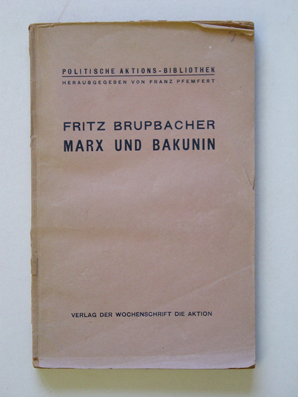 POLITISCHE AKTIONS-BIBLIOTHEK
HERAUSGEGEBEN VON FRANZ PFEMFERT
FRITZ BRUPBACHER
MARX UND BAKUNIN
VERLAG DER WOCHENSCHRIFT DIE AKTION